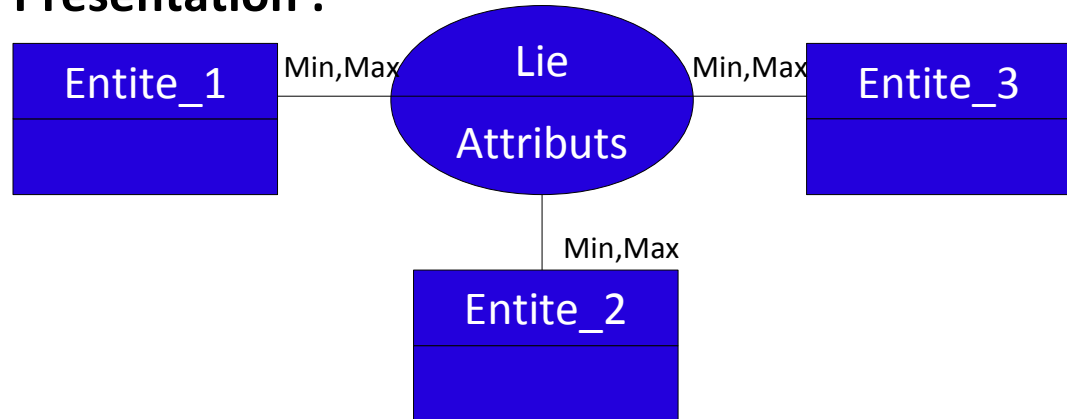 Présentation :
Entite_1
Min,Max
Lie
Min,Max
Entite_3
Attributs
Min,Max
Entite_2